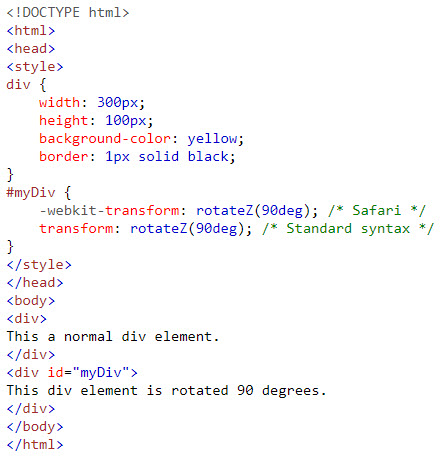 <!DOCTYPE html>
<html>
<head>
<style>
div {
    width: 300px;
    height: 100px;
    background-color: yellow;
    border: 1px solid black;
}
#myDiv {
    -webkit-transform: rotateZ(90deg); /* Safari */
    transform: rotateZ(90deg); /* Standard syntax */
}
</style>
</head>
<body>
<div>
This a normal div element.
</div>
<div id="myDiv">
This div element is rotated 90 degrees.
</div>
</body>
</html>